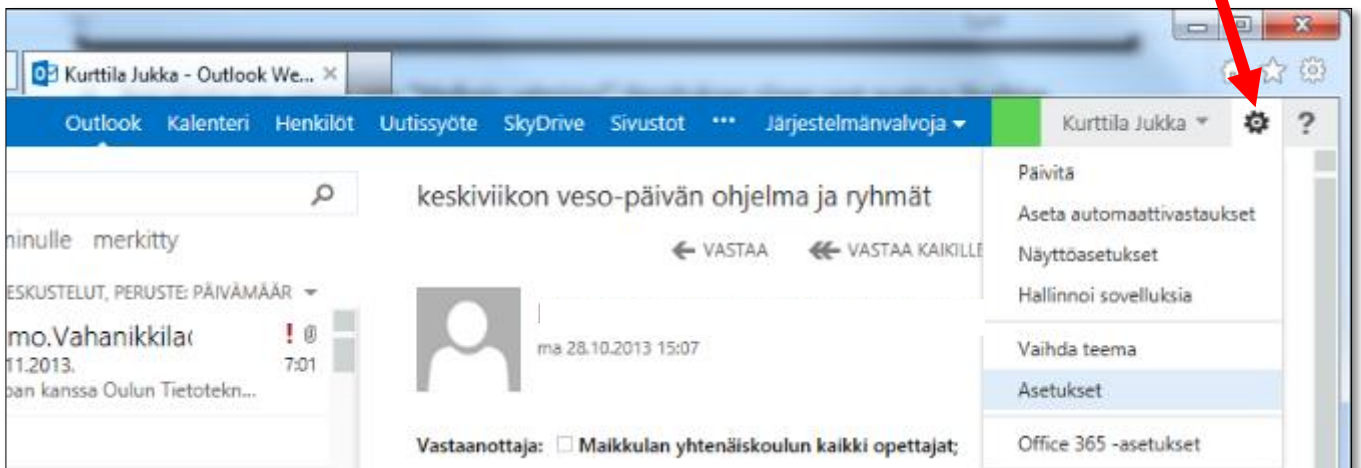 Kurttila Jukka - Outlook We... ×
Outlook Kalenteri Henkilöt Uutissyöte SkyDrive Sivustot ••• Järjestelmänvalvoja Kurttila Jukka ?
keskiviikon veso-päivän ohjelma ja ryhmät
minulle merkitty
VASTAA VASTAA KAIKILLE
ESKUSTELUT, PERUSTE: PÄIVÄMÄÄR
mo.Vahanikkila
!
11.2013. 7:01
pan kanssa Oulun Tietotekn...
ma 28.10.2013 15:07
Vastaanottaja: Maikkulan yhtenäiskoulun kaikki opettajat;
Päivitä
Aseta automaattivastaukset
Näyttöasetukset
Hallinnoi sovelluksia
Vaihda teema
Asetukset
Office 365 -asetukset